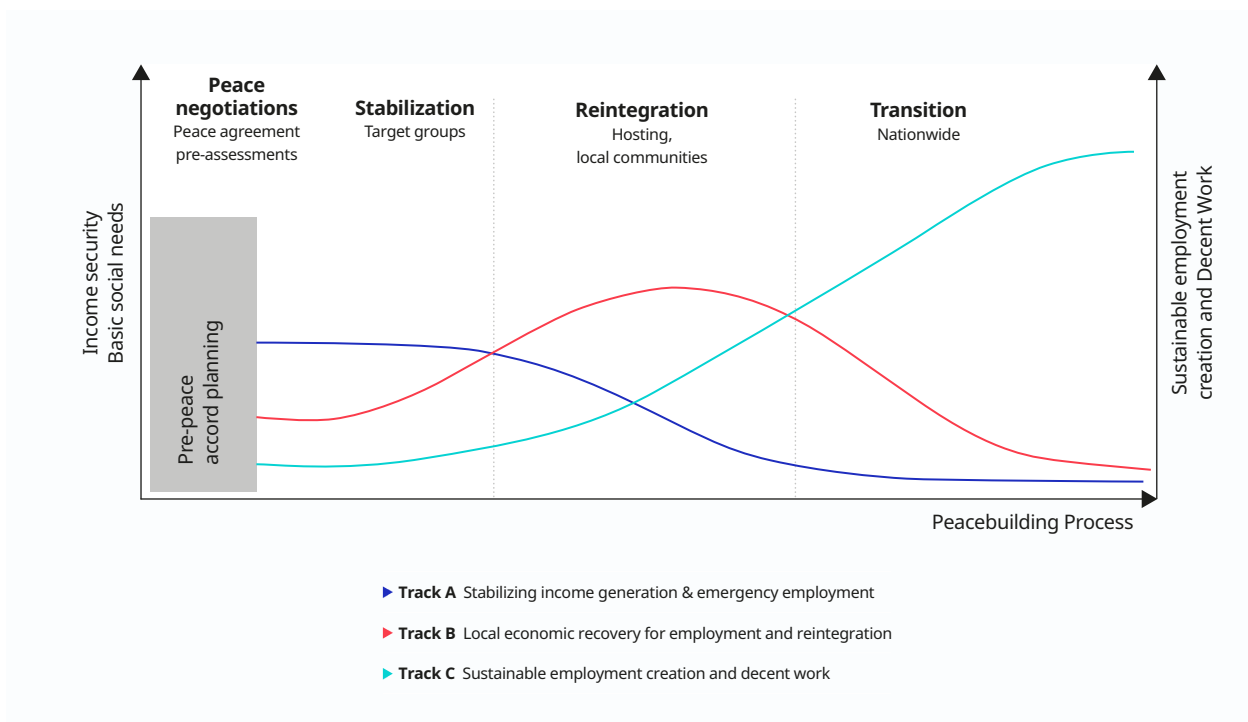 Peace
negotiations
Peace agreement
pre-assessments
Stabilization
Target groups
Reintegration
Hosting,
local communities
Transition
Nationwide
Income security
Basic social needs
Pre-peace
accord planning
Sustainable employment
creation and Decent Work
Peacebuilding Process
Track A Stabilizing income generation & emergency employment
Track B Local economic recovery for employment and reintegration
Track C Sustainable employment creation and decent work